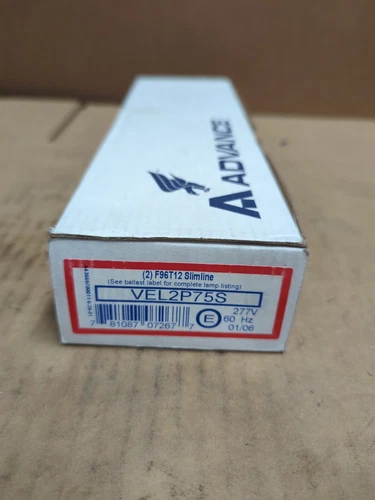 ADVANCE
(2) F96T12 Slimline
(See ballast label for complete lamp listing)
VEL2P75S
277V
E
60 Hz
7 81087 07267 7
01/06